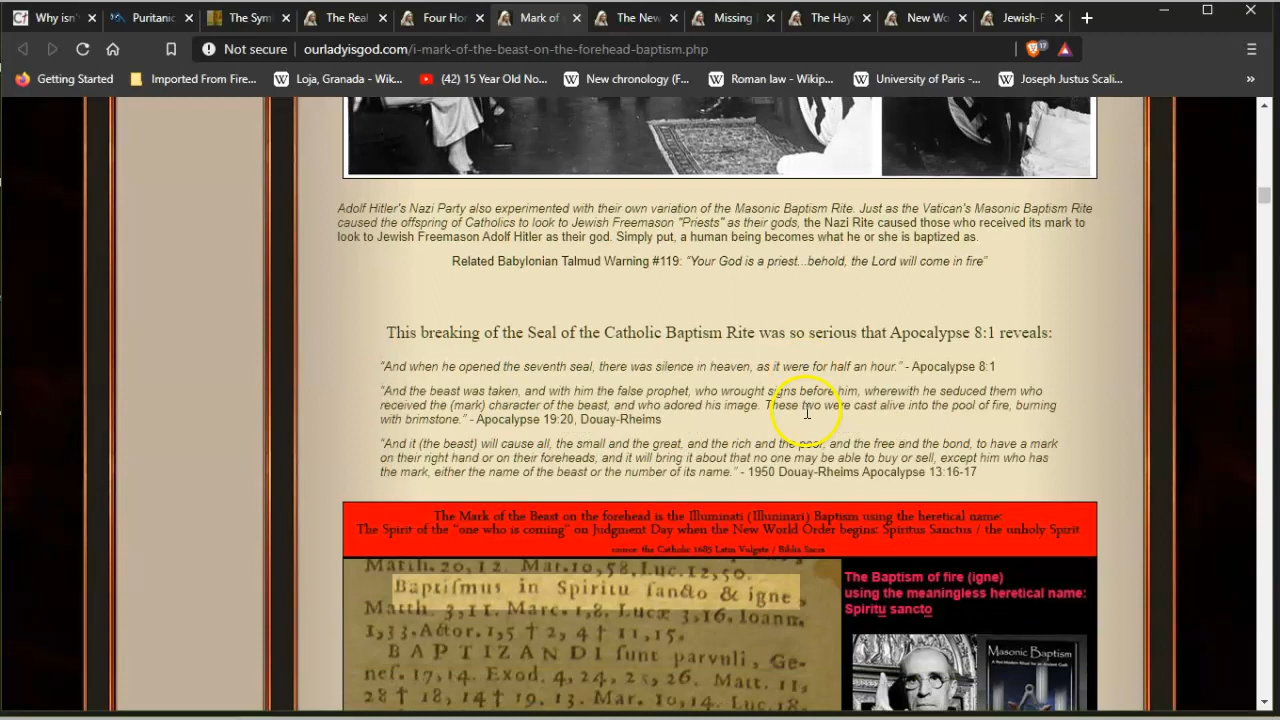 Why isn'
Puritanic
The Sym
The Real
Four Ho
Mark of
The New
Missing
The Hay
New Wo
Jewish-F
Not secure
ourladyisgod.com/i-mark-of-the-beast-on-the-forehead-baptism.php
17
Getting Started
Imported From Fire...
Loja, Granada - Wik...
(42) 15 Year Old No...
New chronology (F...
Roman law - Wikip...
University of Paris -...
Joseph Justus Scali...
»
Adolf Hitler's Nazi Party also experimented with their own variation of the Masonic Baptism Rite. Just as the Vatican's Masonic Baptism Rite
caused the offspring of Catholics to look to Jewish Freemason "Priests" as their gods, the Nazi Rite caused those who received its mark to
look to Jewish Freemason Adolf Hitler as their god. Simply put, a human being becomes what he or she is baptized as.
Related Babylonian Talmud Warning #119: "Your God is a priest...behold, the Lord will come in fire"
This breaking of the Seal of the Catholic Baptism Rite was so serious that Apocalypse 8:1 reveals:
"And when he opened the seventh seal, there was silence in heaven, as it were for half an hour." - Apocalypse 8:1
"And the beast was taken, and with him the false prophet, who wrought signs before him, wherewith he seduced them who
received the (mark) character of the beast, and who adored his image. These two were cast alive into the pool of fire, burning
with brimstone." - Apocalypse 19:20, Douay-Rheims
"And it (the beast) will cause all, the small and the great, and the rich and the poor, and the free and the bond, to have a mark
on their right hand or on their foreheads, and it will bring it about that no one may be able to buy or sell, except him who has
the mark, either the name of the beast or the number of its name." - 1950 Douay-Rheims Apocalypse 13:16-17
The Mark of the Beast on the forehead is the Illuminati (Illuminari) Baptism using the heretical name:
The Spirit of the "one who is coming" on Judgment Day when the New World Order begins: Spiritus Sanctus / the unholy Spirit
source: the Catholic 1685 Latin Vulgate / Biblia Sacra
Matth. 20, 12. Mar. 10, 38. Luc. 12, 50.
Baptiſmus in Spiritu ſancto & igne,
Matth. 3, 11. Marc. 1, 8. Lucæ 3, 16. Ioann.
1, 33. Actor. 1, 5 † 2, 4 † 11, 15.
BAPTIZANDI ſunt parvuli, Ge-
neſ. 17, 14. Exod. 4, 24, 25, 26. Matt. 11,
28 † 18, 14 † 19. 13. Mar. 10, 14. Luc. 18.
The Baptism of fire (igne)
using the meaningless heretical name:
Spiritu sancto
Masonic Baptism